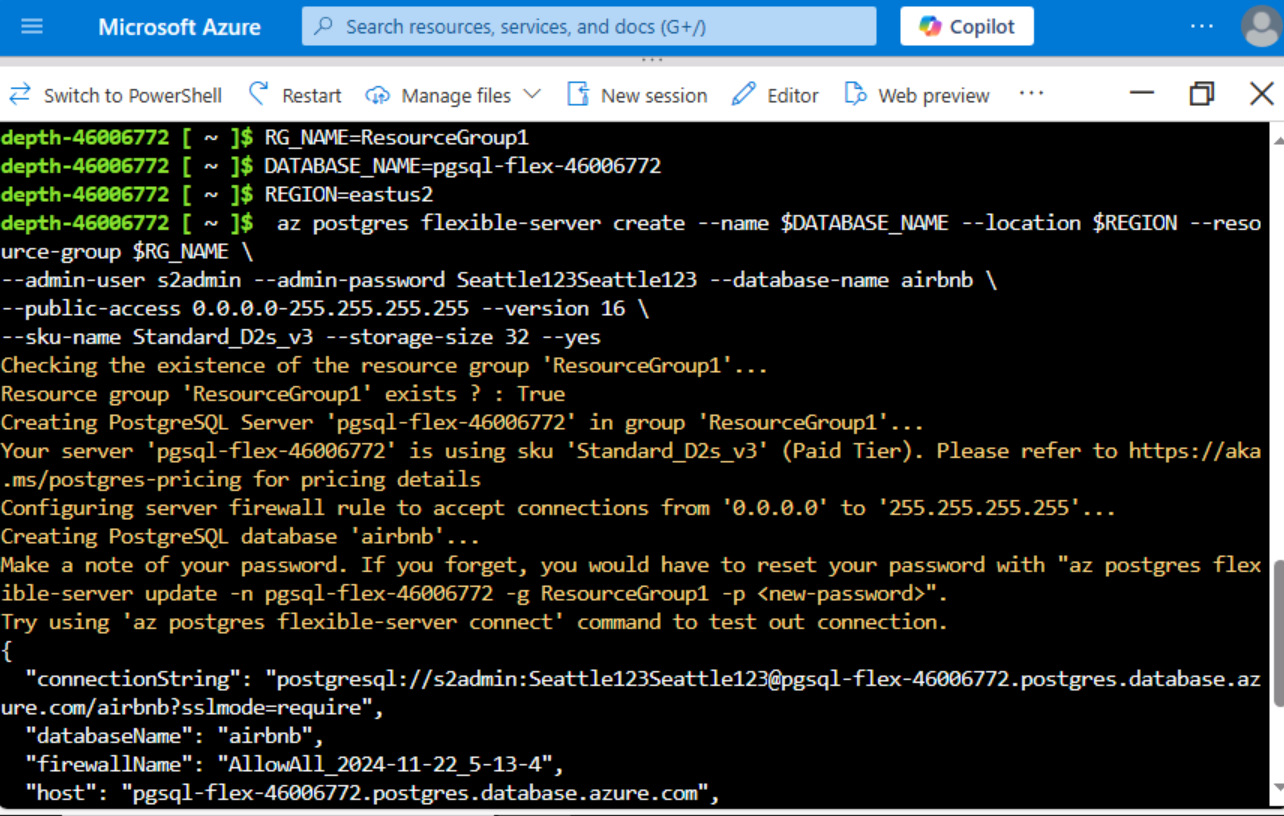 Microsoft Azure
Search resources, services, and docs (G+/)
Copilot
Switch to PowerShell
Restart
Manage files
New session
Editor
Web preview
depth-46006772 [ ~ ]$ RG_NAME=ResourceGroup1
depth-46006772 [ ~ ]$ DATABASE_NAME=pgsql-flex-46006772
depth-46006772 [ ~ ]$ REGION=eastus2
depth-46006772 [ ~ ]$  az postgres flexible-server create --name $DATABASE_NAME --location $REGION --reso
urce-group $RG_NAME \
--admin-user s2admin --admin-password Seattle123Seattle123 --database-name airbnb \
--public-access 0.0.0.0-255.255.255.255 --version 16 \
--sku-name Standard_D2s_v3 --storage-size 32 --yes
Checking the existence of the resource group 'ResourceGroup1'...
Resource group 'ResourceGroup1' exists ? : True
Creating PostgreSQL Server 'pgsql-flex-46006772' in group 'ResourceGroup1'...
Your server 'pgsql-flex-46006772' is using sku 'Standard_D2s_v3' (Paid Tier). Please refer to https://aka
.ms/postgres-pricing for pricing details
Configuring server firewall rule to accept connections from '0.0.0.0' to '255.255.255.255'...
Creating PostgreSQL database 'airbnb'...
Make a note of your password. If you forget, you would have to reset your password with "az postgres flex
ible-server update -n pgsql-flex-46006772 -g ResourceGroup1 -p <new-password>".
Try using 'az postgres flexible-server connect' command to test out connection.
{
  "connectionString": "postgresql://s2admin:Seattle123Seattle123@pgsql-flex-46006772.postgres.database.az
ure.com/airbnb?sslmode=require",
  "databaseName": "airbnb",
  "firewallName": "AllowAll_2024-11-22_5-13-4",
  "host": "pgsql-flex-46006772.postgres.database.azure.com",